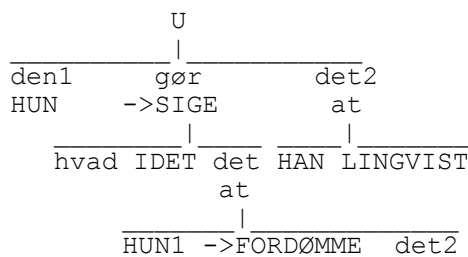 U
den1 gør det2
HUN ->SIGE at
hvad IDET det HAN LINGVIST
at
HUN1 ->FORDØMME det2